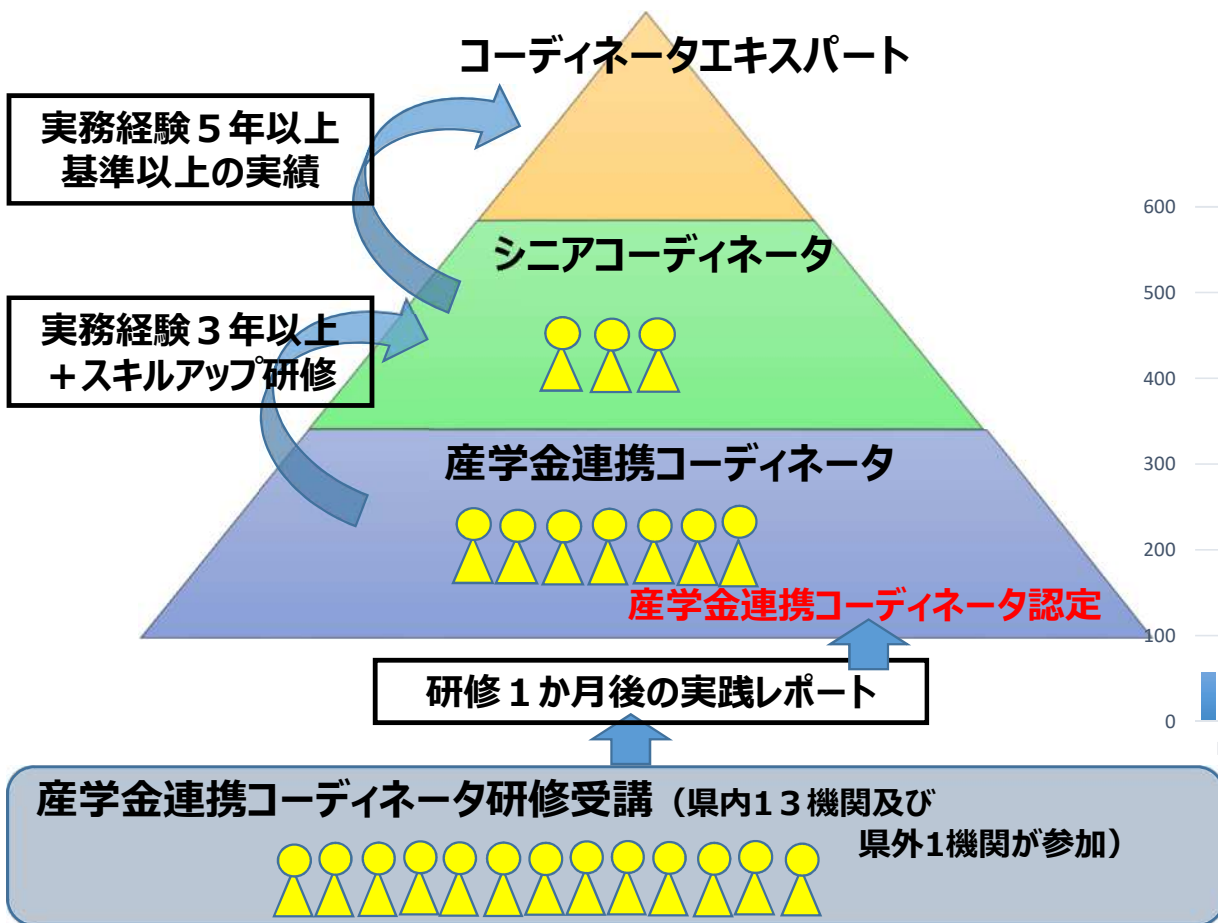 コーディネータエキスパート
実務経験５年以上
基準以上の実績
シニアコーディネータ
実務経験３年以上
＋スキルアップ研修
産学金連携コーディネータ
産学金連携コーディネータ認定
研修１か月後の実践レポート
産学金連携コーディネータ研修受講（県内1３機関及び
県外1機関が参加）
600
500
400
300
200
100
0